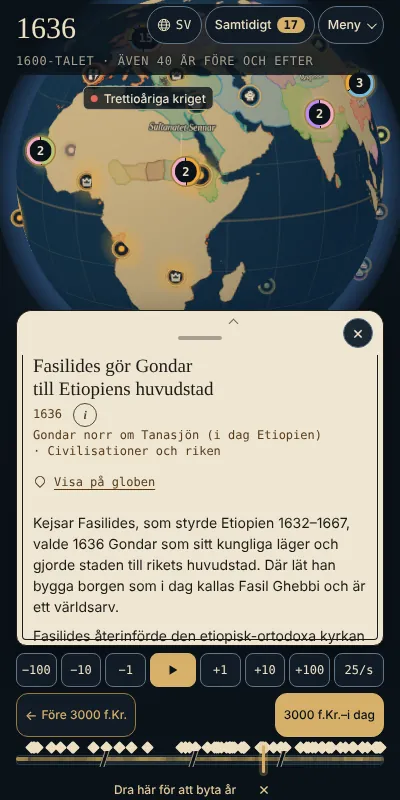 1636
SV
Samtidigt 17
Meny
1600-TALET · ÄVEN 40 ÅR FÖRE OCH EFTER
3
Trettioåriga kriget
2
Sultanatet Sennar
2
2
×
Fasilides gör Gondar
till Etiopiens huvudstad
1636 i
Gondar norr om Tanasjön (i dag Etiopien)
· Civilisationer och riken
Visa på globen
Kejsar Fasilides, som styrde Etiopien 1632–1667,
valde 1636 Gondar som sitt kungliga läger och
gjorde staden till rikets huvudstad. Där lät han
bygga borgen som i dag kallas Fasil Ghebbi och är
ett världsarv.
Fasilides återinförde den etiopisk-ortodoxa kyrkan
−100 −10 −1 +1 +10 +100 25/s
← Före 3000 f.Kr. 3000 f.Kr.–i dag
Dra här för att byta år ×